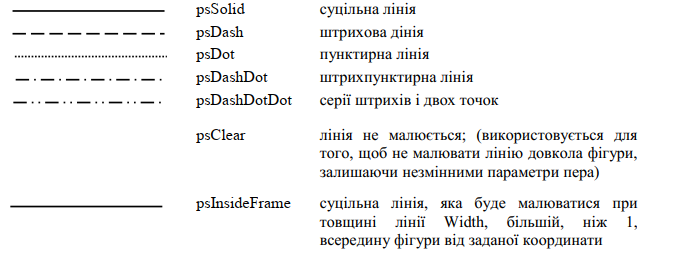 psSolid суцільна лінія
psDash штрихова дінія
psDot пунктирна лінія
psDashDot штрихпунктирна лінія
psDashDotDot серії штрихів і двох точок
psClear лінія не малюється; (використовується для
того, щоб не малювати лінію довкола фігури,
залишаючи незмінними параметри пера)
psInsideFrame суцільна лінія, яка буде малюватися при
товщині лінії Width, більшій, ніж 1,
всередину фігури від заданої координати